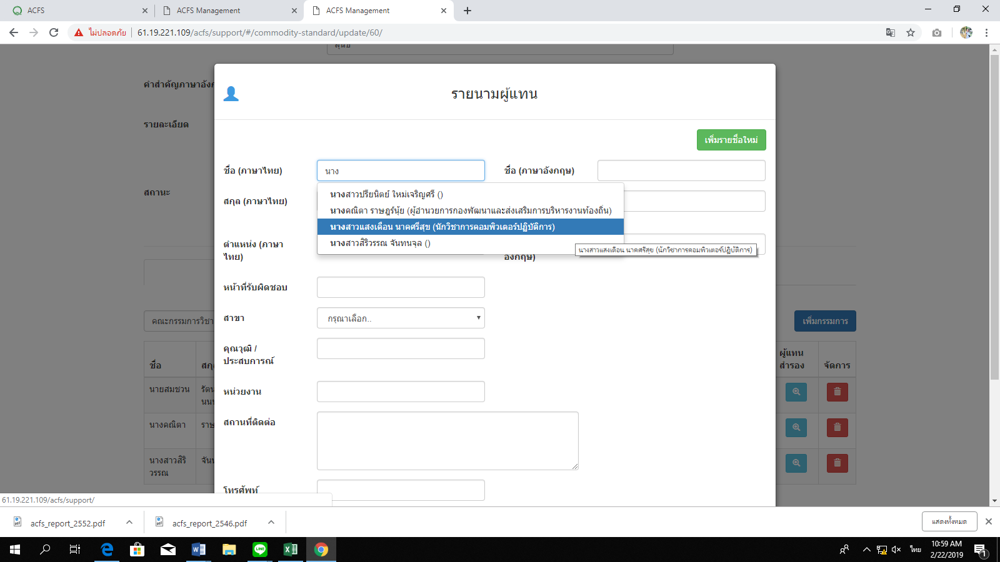 ACFS
ACFS Management
ACFS Management
ไม่ปลอดภัย
61.19.221.109/acfs/support/#/commodity-standard/update/60/
รายนามผู้แทน
เพิ่มรายชื่อใหม่
ชื่อ (ภาษาไทย)
นาง
ชื่อ (ภาษาอังกฤษ)
สกุล (ภาษาไทย)
นางสาวปรียนิตย์ ใหม่เจริญศรี ()
นางคณิตา ราษฎร์นุ้ย (ผู้อำนวยการกองพัฒนาและส่งเสริมการบริหารงานท้องถิ่น)
นางสาวแสงเดือน นาคศรีสุข (นักวิชาการคอมพิวเตอร์ปฏิบัติการ)
นางสาวสิริวรรณ จันทนจุล ()
นางสาวแสงเดือน นาคศรีสุข (นักวิชาการคอมพิวเตอร์ปฏิบัติการ)
ตำแหน่ง (ภาษา
ไทย)
อังกฤษ)
หน้าที่รับผิดชอบ
สาขา
กรุณาเลือก..
คุณวุฒิ /
ประสบการณ์
หน่วยงาน
สถานที่ติดต่อ
โทรศัพท์
คำสำคัญภาษาอังก
รายละเอียด
สถานะ
คณะกรรมการวิชา
เพิ่มกรรมการ
ชื่อ
สกุ
ผู้แทน
สำรอง
จัดการ
นายสมชวน
รัตน
นนท
นางคณิตา
ราษ
นางสาวสิริ
วรรณ
จันท
61.19.221.109/acfs/support/
acfs_report_2552.pdf
acfs_report_2546.pdf
แสดงทั้งหมด
LINE
ไทย
10:59 AM
2/22/2019
1